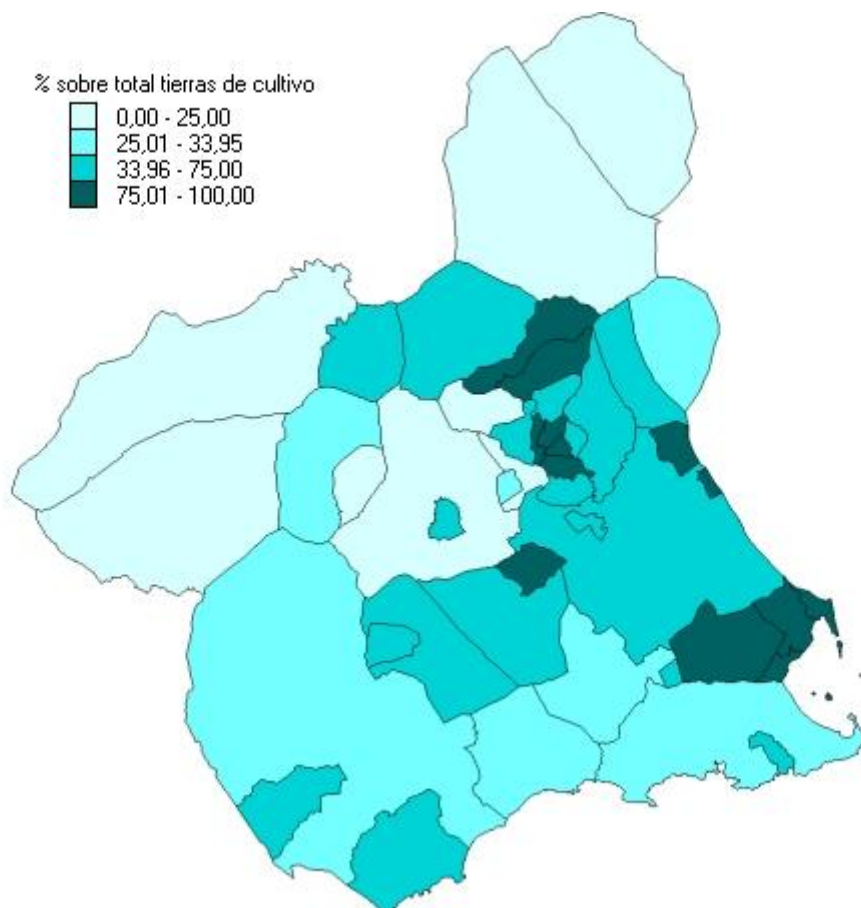 % sobre total tierras de cultivo
0,00 - 25,00
25,01 - 33,95
33,96 - 75,00
75,01 - 100,00